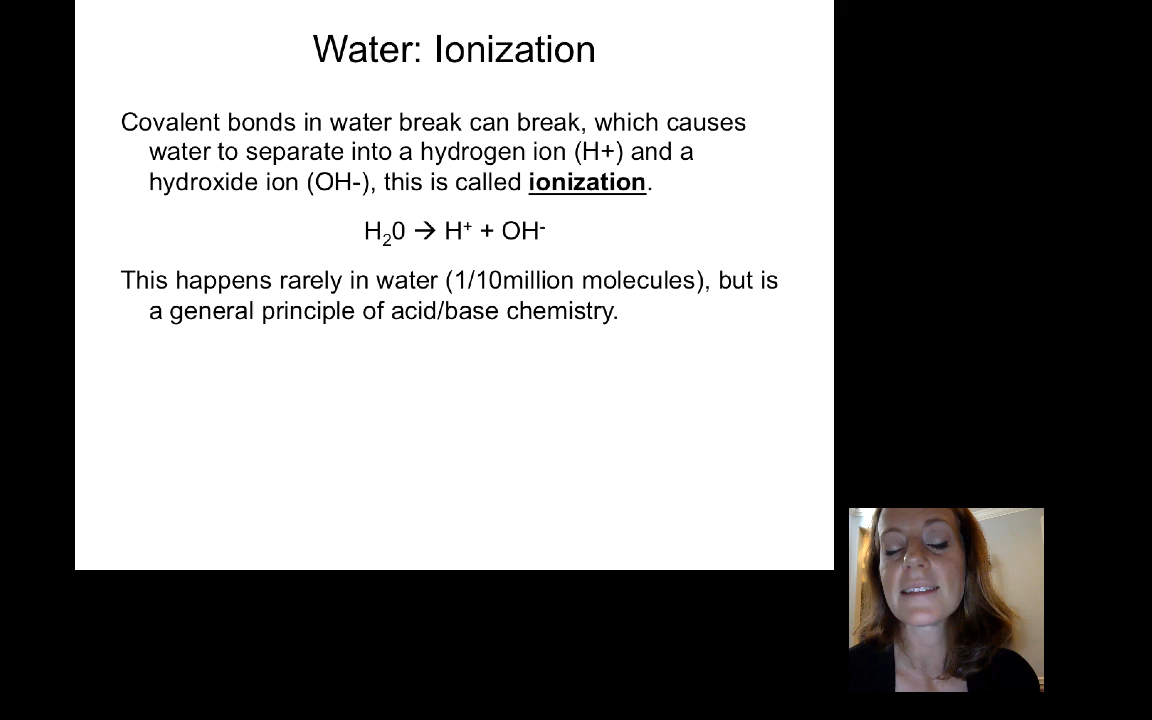 Water: Ionization
Covalent bonds in water break can break, which causes
water to separate into a hydrogen ion (H+) and a
hydroxide ion (OH-), this is called ionization.
H₂0 → H⁺ + OH⁻
This happens rarely in water (1/10million molecules), but is
a general principle of acid/base chemistry.